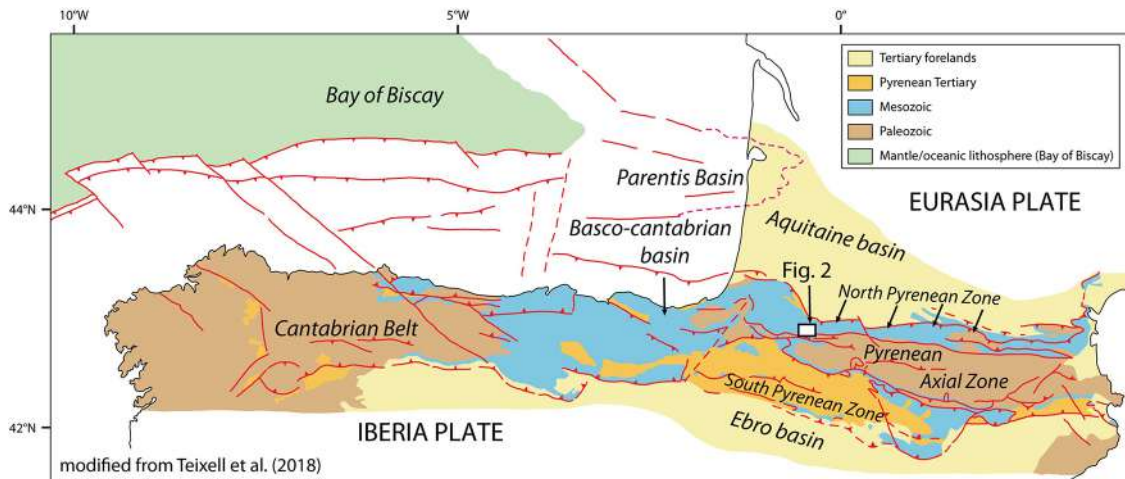 10°W
5°W
0°
Tertiary forelands
Pyrenean Tertiary
Mesozoic
Paleozoic
Mantle/oceanic lithosphere (Bay of Biscay)
Bay of Biscay
Parentis Basin
44°N
EURASIA PLATE
Basco-cantabrian
basin
Aquitaine basin
Fig. 2
North Pyrenean Zone
Cantabrian Belt
Pyrenean
Axial Zone
South Pyrenean Zone
42°N
IBERIA PLATE
Ebro basin
modified from Teixell et al. (2018)